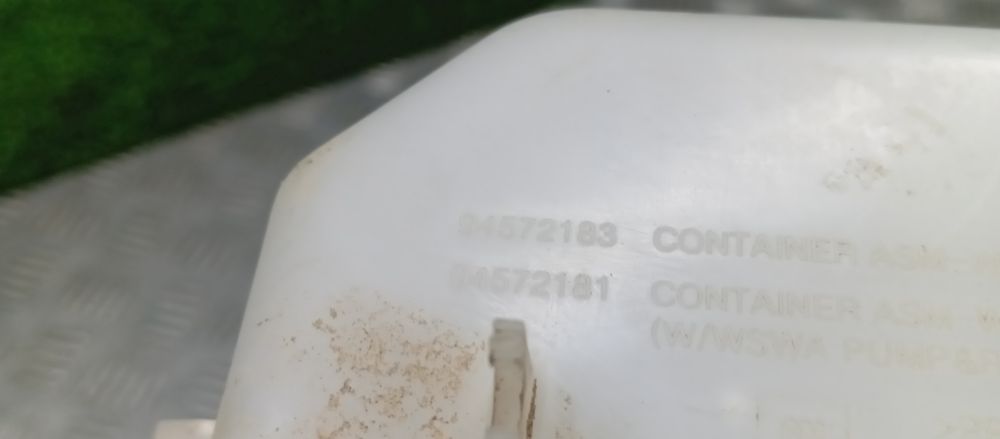 94572183 CONTAINER ASM
94572181 CONTAINER ASM
(W/WSWA PUMP&